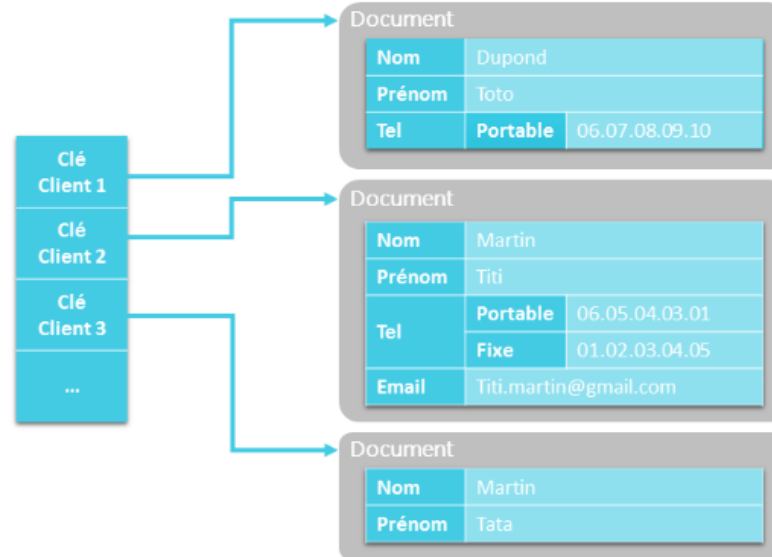 Clé
Client 1
Clé
Client 2
Clé
Client 3
...
Document
Nom Dupond
Prénom Toto
Tel Portable 06.07.08.09.10
Document
Nom Martin
Prénom Titi
Tel Portable 06.05.04.03.01
Fixe 01.02.03.04.05
Email Titi.martin@gmail.com
Document
Nom Martin
Prénom Tata